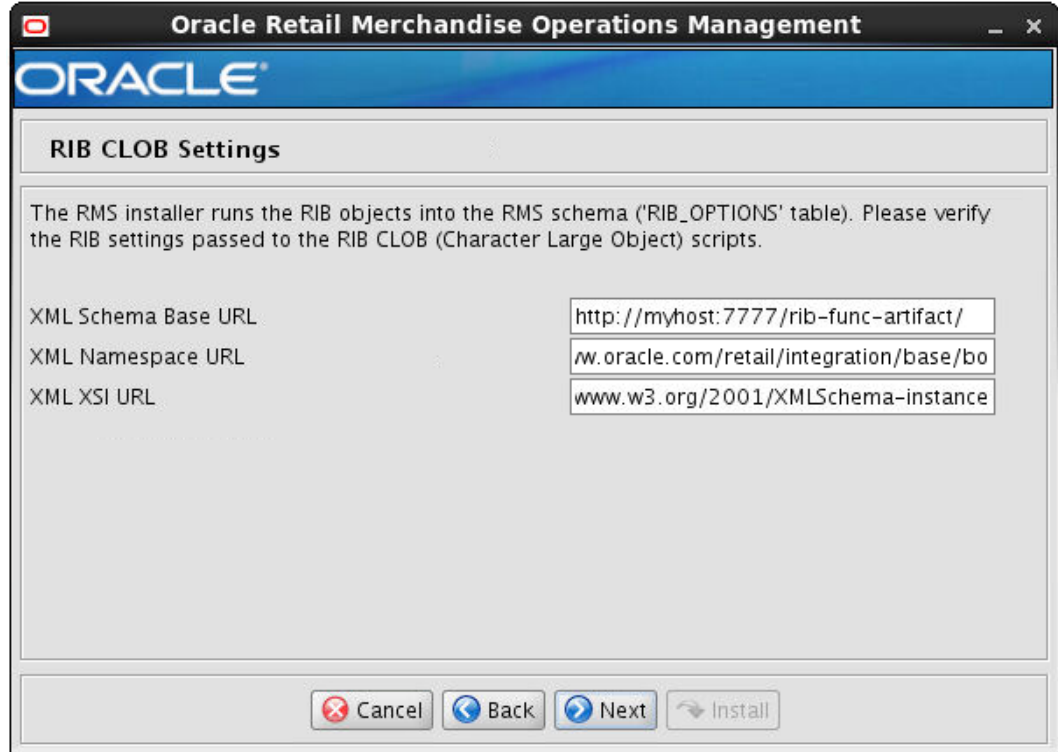 Oracle Retail Merchandise Operations Management
ORACLE
RIB CLOB Settings
The RMS installer runs the RIB objects into the RMS schema ('RIB_OPTIONS' table). Please verify
the RIB settings passed to the RIB CLOB (Character Large Object) scripts.
XML Schema Base URL http://myhost:7777/rib-func-artifact/
XML Namespace URL w.oracle.com/retail/integration/base/bo
XML XSI URL www.w3.org/2001/XMLSchema-instance
Cancel Back Next Install